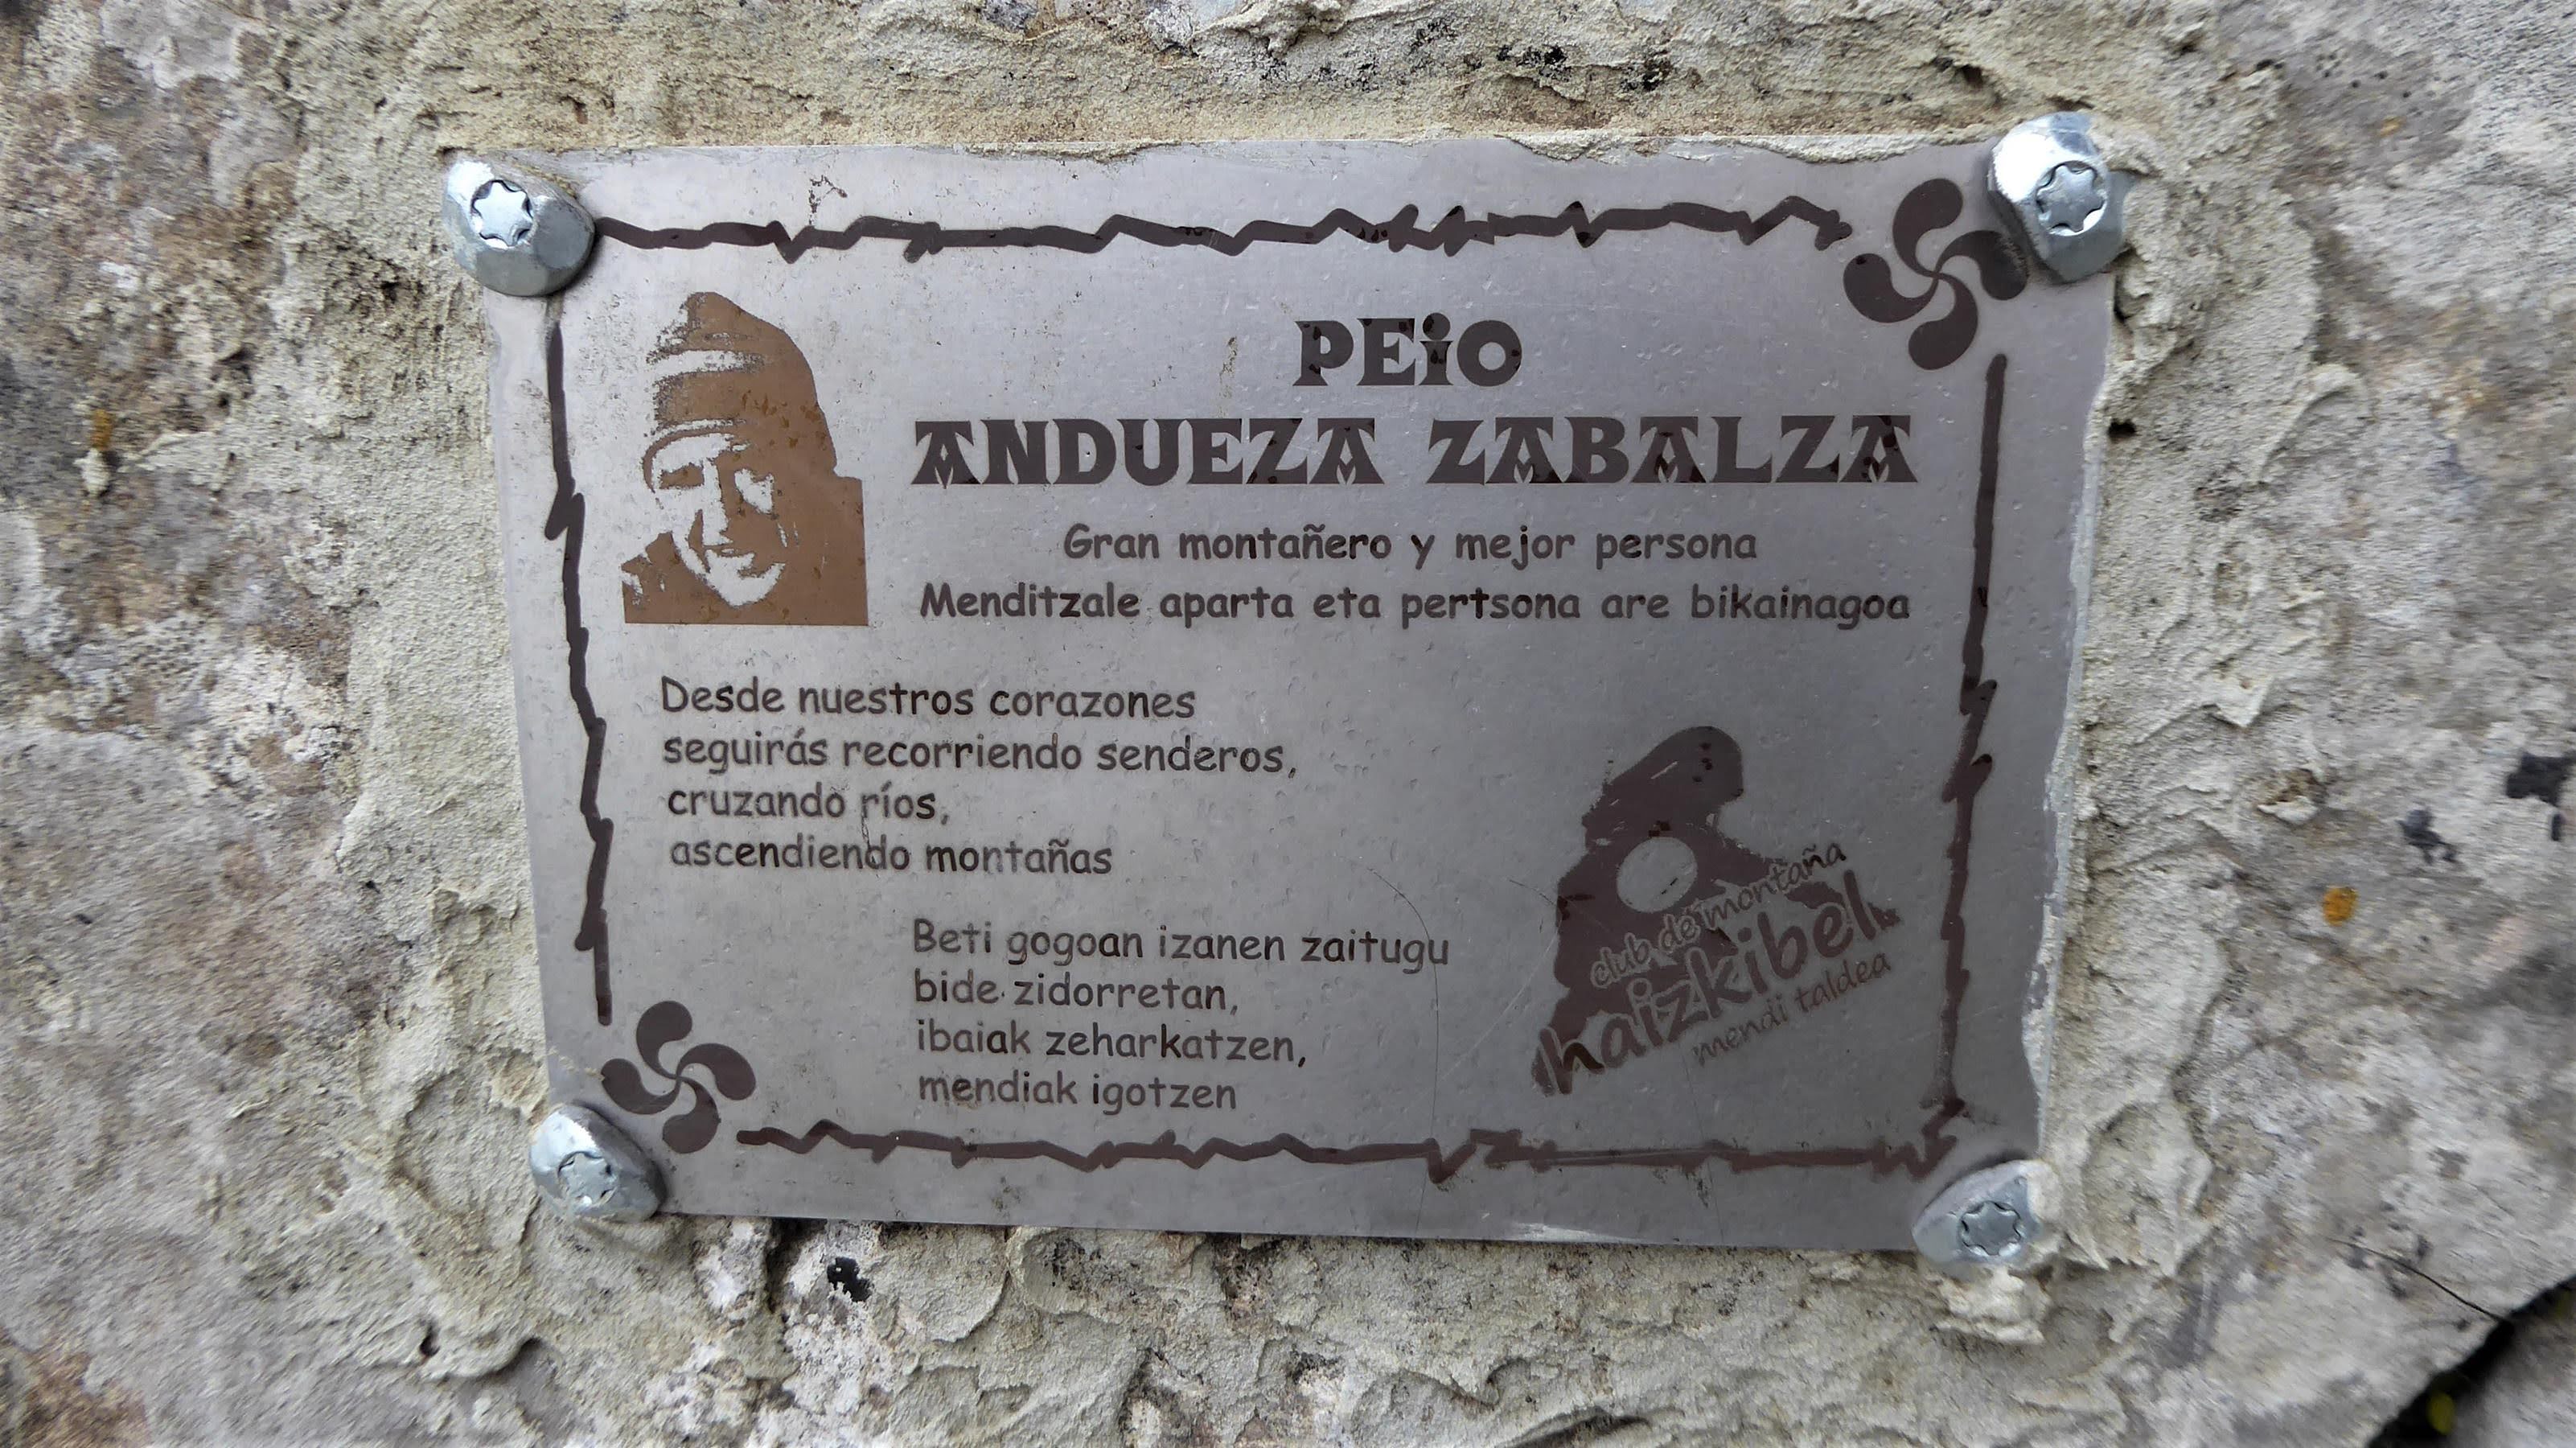 PEiO
ANDUEZA ZABALZA
Gran montañero y mejor persona
Menditzale aparta eta pertsona are bikainagoa
Desde nuestros corazones
seguirás recorriendo senderos,
cruzando ríos,
ascendiendo montañas
Beti gogoan izanen zaitugu
bide zidorretan,
ibaiak zeharkatzen,
mendiak igotzen
club de montaña
haizkibel
mendi taldea